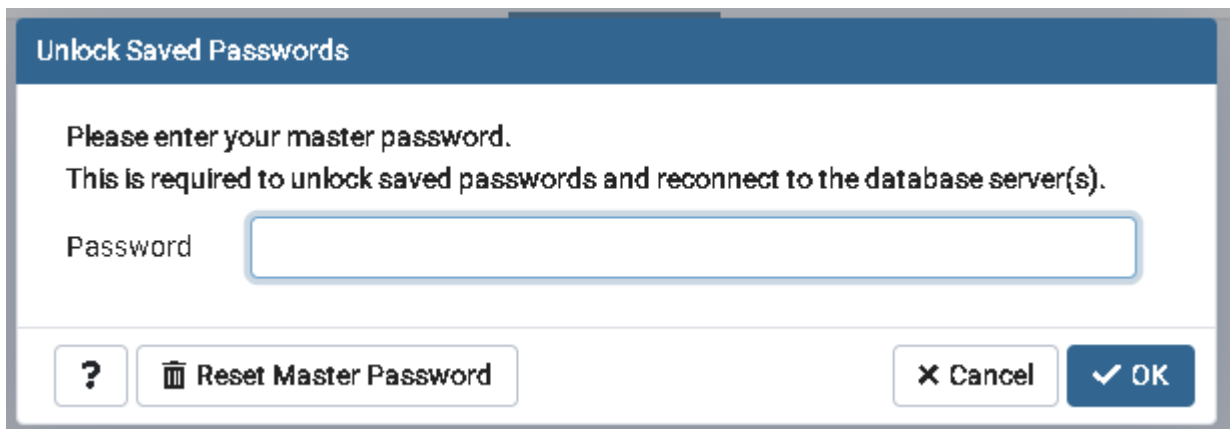 Unlock Saved Passwords
Please enter your master password.
This is required to unlock saved passwords and reconnect to the database server(s).
Password
? Reset Master Password Cancel OK